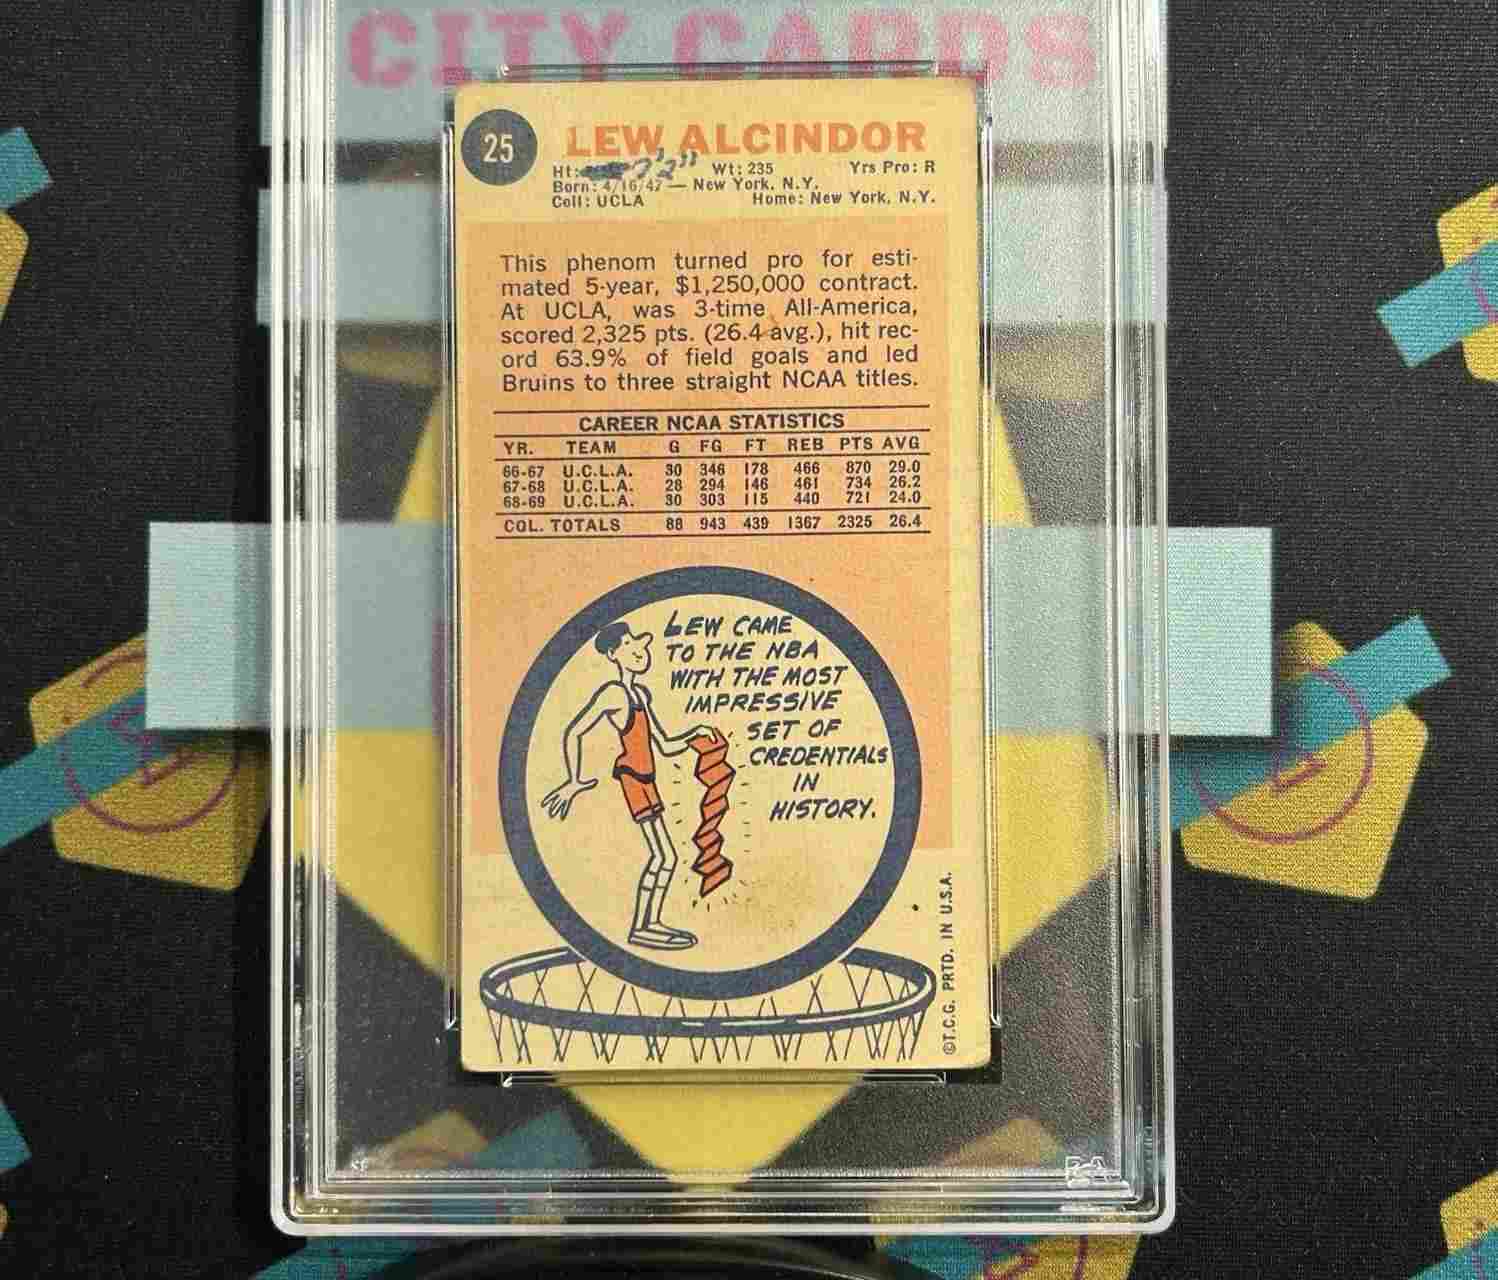 CITY CARDS
25
LEW ALCINDOR
Ht: 7'2" Wt: 235 Yrs Pro: R
Born: 4/16/47 — New York, N.Y.
Coll: UCLA Home: New York, N.Y.
This phenom turned pro for esti-
mated 5-year, $1,250,000 contract.
At UCLA, was 3-time All-America,
scored 2,325 pts. (26.4 avg.), hit rec-
ord 63.9% of field goals and led
Bruins to three straight NCAA titles.
CAREER NCAA STATISTICS
YR. TEAM G FG FT REB PTS AVG
66-67 U.C.L.A. 30 346 178 466 870 29.0
67-68 U.C.L.A. 28 294 146 461 734 26.2
68-69 U.C.L.A. 30 303 115 440 721 24.0
COL. TOTALS 88 943 439 1367 2325 26.4
LEW CAME
TO THE NBA
WITH THE MOST
IMPRESSIVE
SET OF
CREDENTIALS
IN
HISTORY.
©T.C.G. PRTD. IN U.S.A.